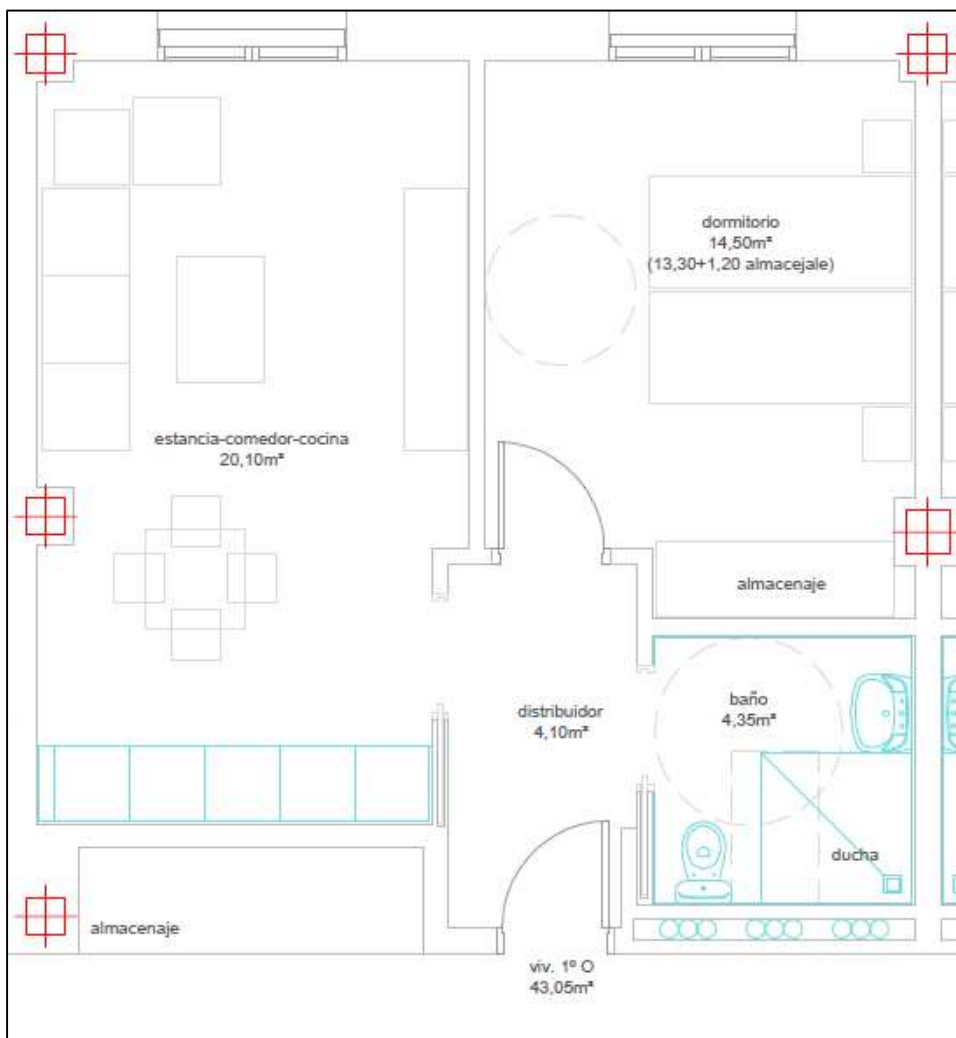 dormitorio
14,50m²
(13,30+1,20 almacejale)
estancia-comedor-cocina
20,10m²
almacenaje
baño
4,35m²
distribuidor
4,10m²
ducha
almacenaje
viv. 1º O
43,05m²